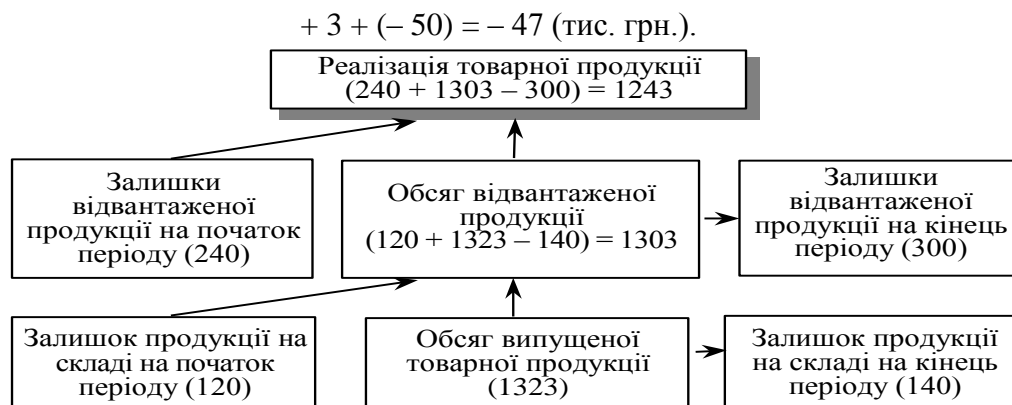 + 3 + (– 50) = – 47 (тис. грн.).
Реалізація товарної продукції
(240 + 1303 – 300) = 1243
Залишки
відвантаженої
продукції на початок
періоду (240)
Обсяг відвантаженої
продукції
(120 + 1323 – 140) = 1303
Залишки
відвантаженої
продукції на кінець
періоду (300)
Залишок продукції на
складі на початок
періоду (120)
Обсяг випущеної
товарної продукції
(1323)
Залишок продукції
на складі на кінець
періоду (140)